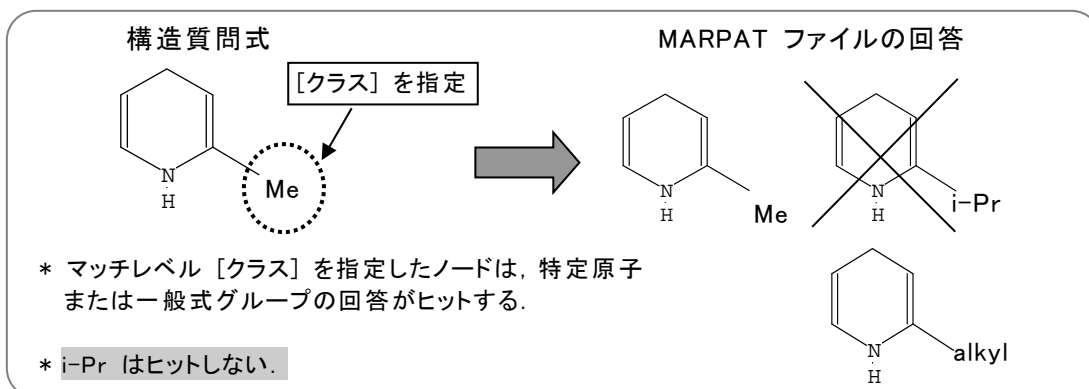 構造質問式
MARPAT ファイルの回答
[クラス] を指定
N
H
Me
N
H
Me
N
H
i-Pr
* マッチレベル [クラス] を指定したノードは, 特定原子
または一般式グループの回答がヒットする.
* i-Pr はヒットしない.
N
H
alkyl